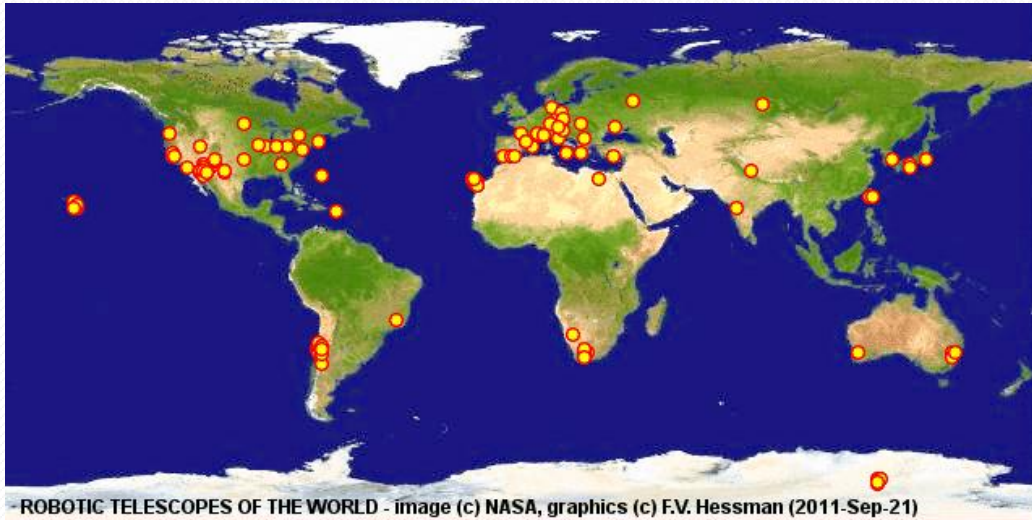 ROBOTIC TELESCOPES OF THE WORLD - image (c) NASA, graphics (c) F.V. Hessman (2011-Sep-21)